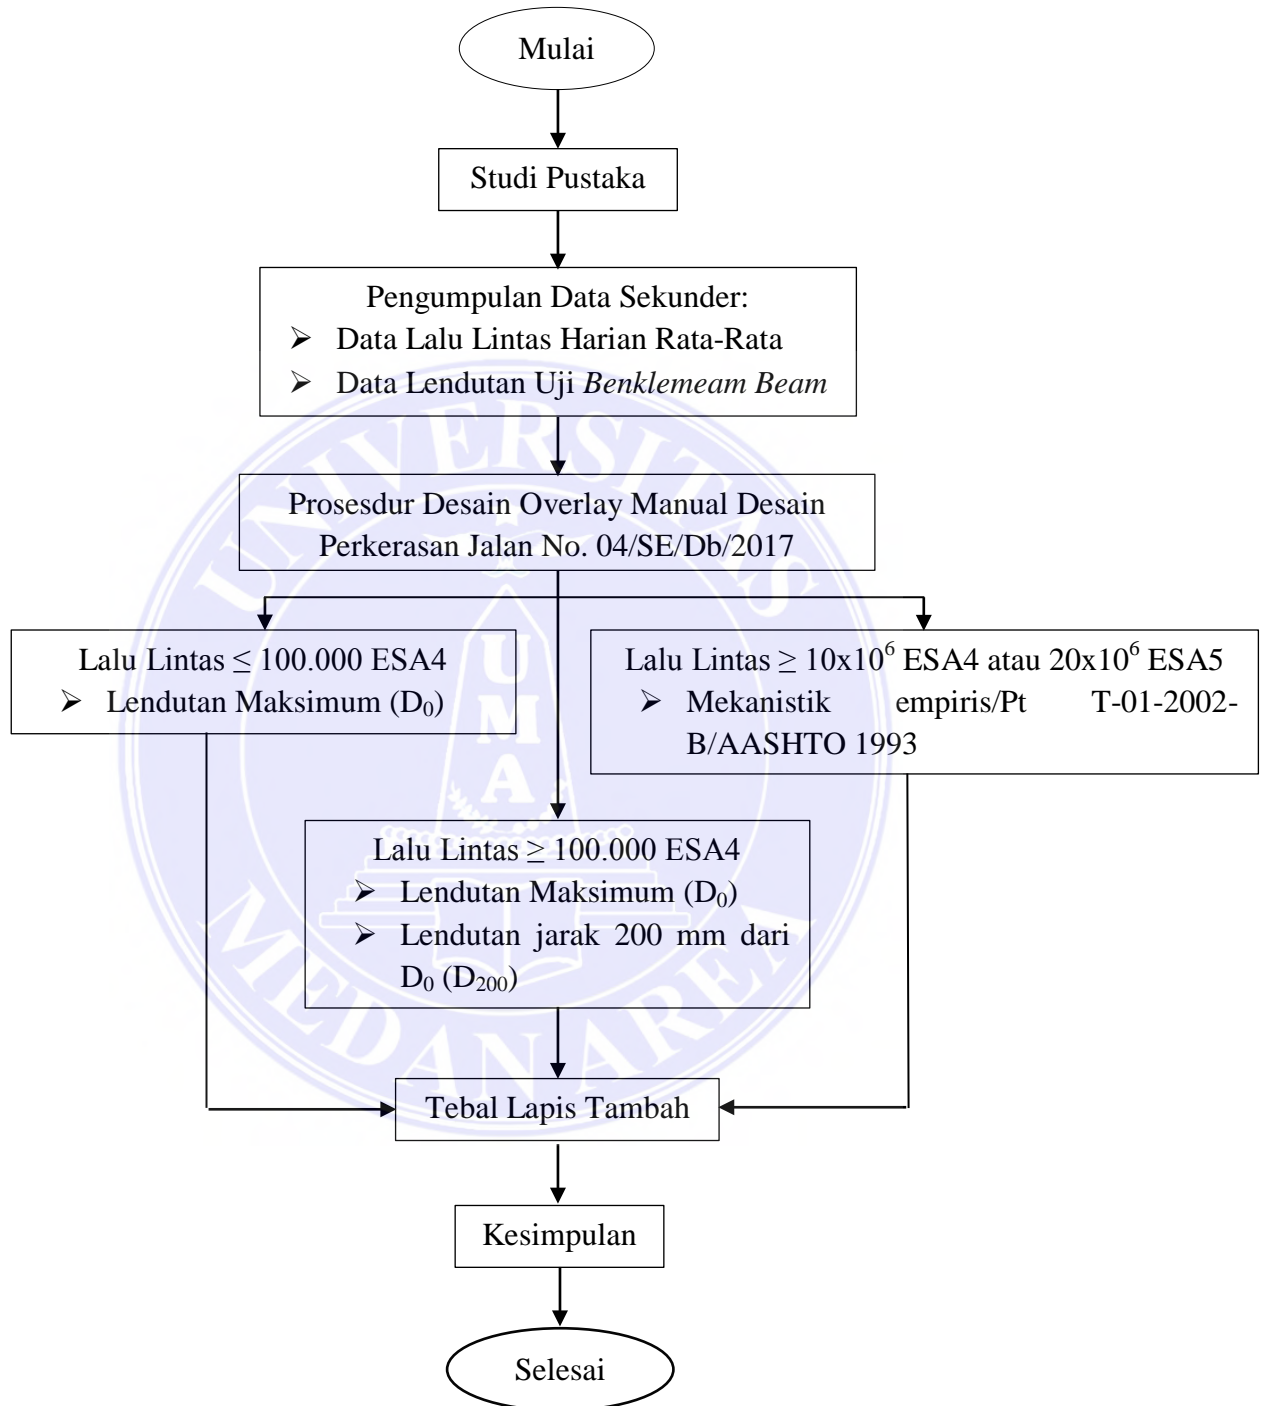 Mulai
Studi Pustaka
Pengumpulan Data Sekunder:
➢ Data Lalu Lintas Harian Rata-Rata
➢ Data Lendutan Uji Benklemeam Beam
Prosesdur Desain Overlay Manual Desain
Perkerasan Jalan No. 04/SE/Db/2017
Lalu Lintas ≤ 100.000 ESA4
➢ Lendutan Maksimum (D₀)
Lalu Lintas ≥ 10x10⁶ ESA4 atau 20x10⁶ ESA5
➢ Mekanistik empiris/Pt T-01-2002-
B/AASHTO 1993
Lalu Lintas ≥ 100.000 ESA4
➢ Lendutan Maksimum (D₀)
➢ Lendutan jarak 200 mm dari
D₀ (D₂₀₀)
Tebal Lapis Tambah
Kesimpulan
Selesai
UNIVERSITAS
MEDAN AREA
U
M
A